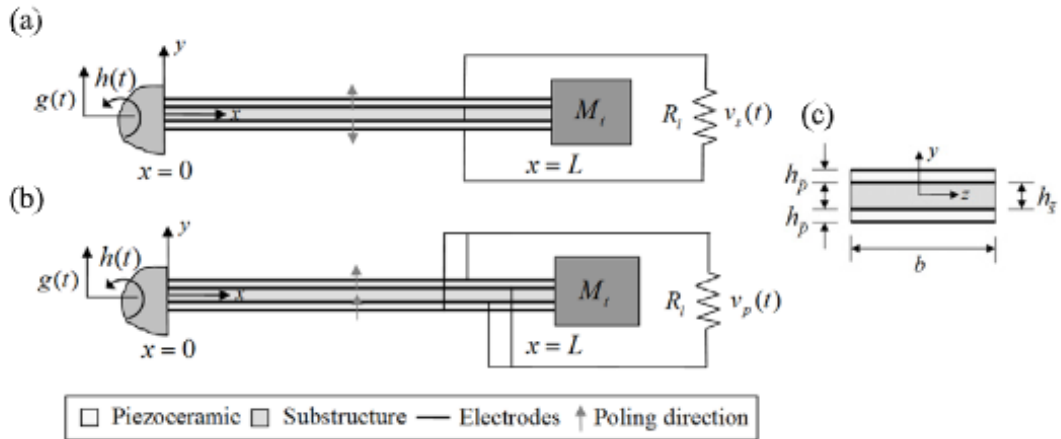 (a)
y
h(t)
g(t)
x
x = 0
M_t
x = L
R_l
v_s(t)
(b)
y
h(t)
g(t)
x
x = 0
M_t
x = L
R_l
v_p(t)
(c)
y
z
h_p̃
h_p̃
h_s̃
b
Piezoceramic Substructure Electrodes Poling direction